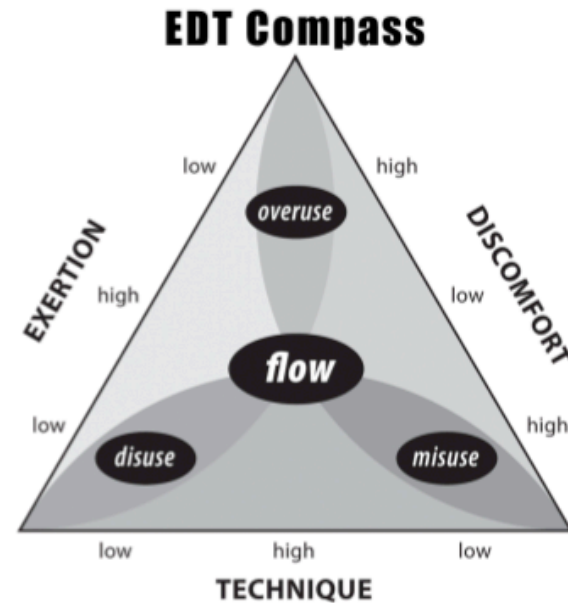 EDT Compass
low
high
overuse
EXERTION
DISCOMFORT
high
low
flow
low
high
disuse
misuse
low
high
low
TECHNIQUE